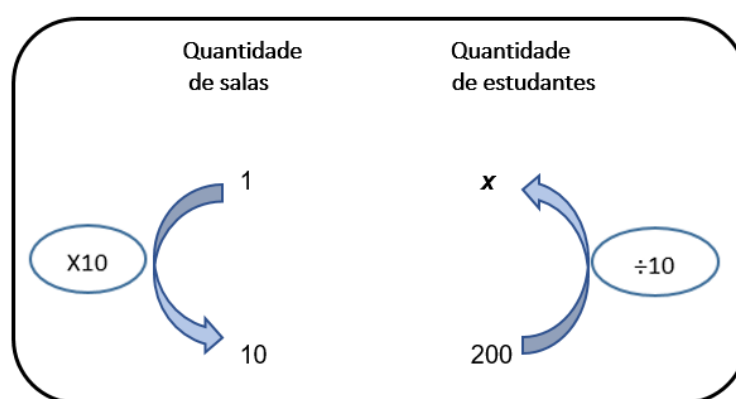 Quantidade
de salas
Quantidade
de estudantes
1
x
X10
÷10
10
200